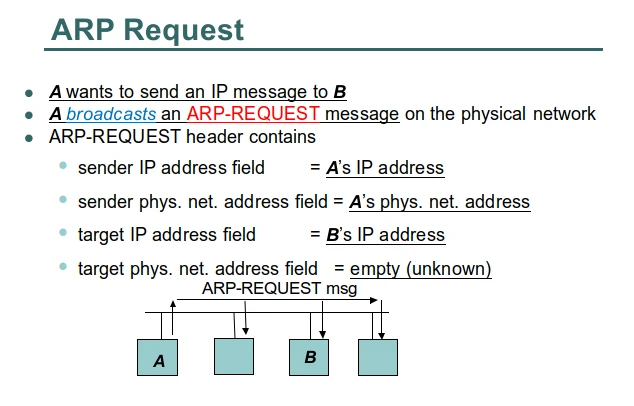 ARP Request
A wants to send an IP message to B
A broadcasts an ARP-REQUEST message on the physical network
ARP-REQUEST header contains
sender IP address field = A's IP address
sender phys. net. address field = A's phys. net. address
target IP address field = B's IP address
target phys. net. address field = empty (unknown)
ARP-REQUEST msg
A B